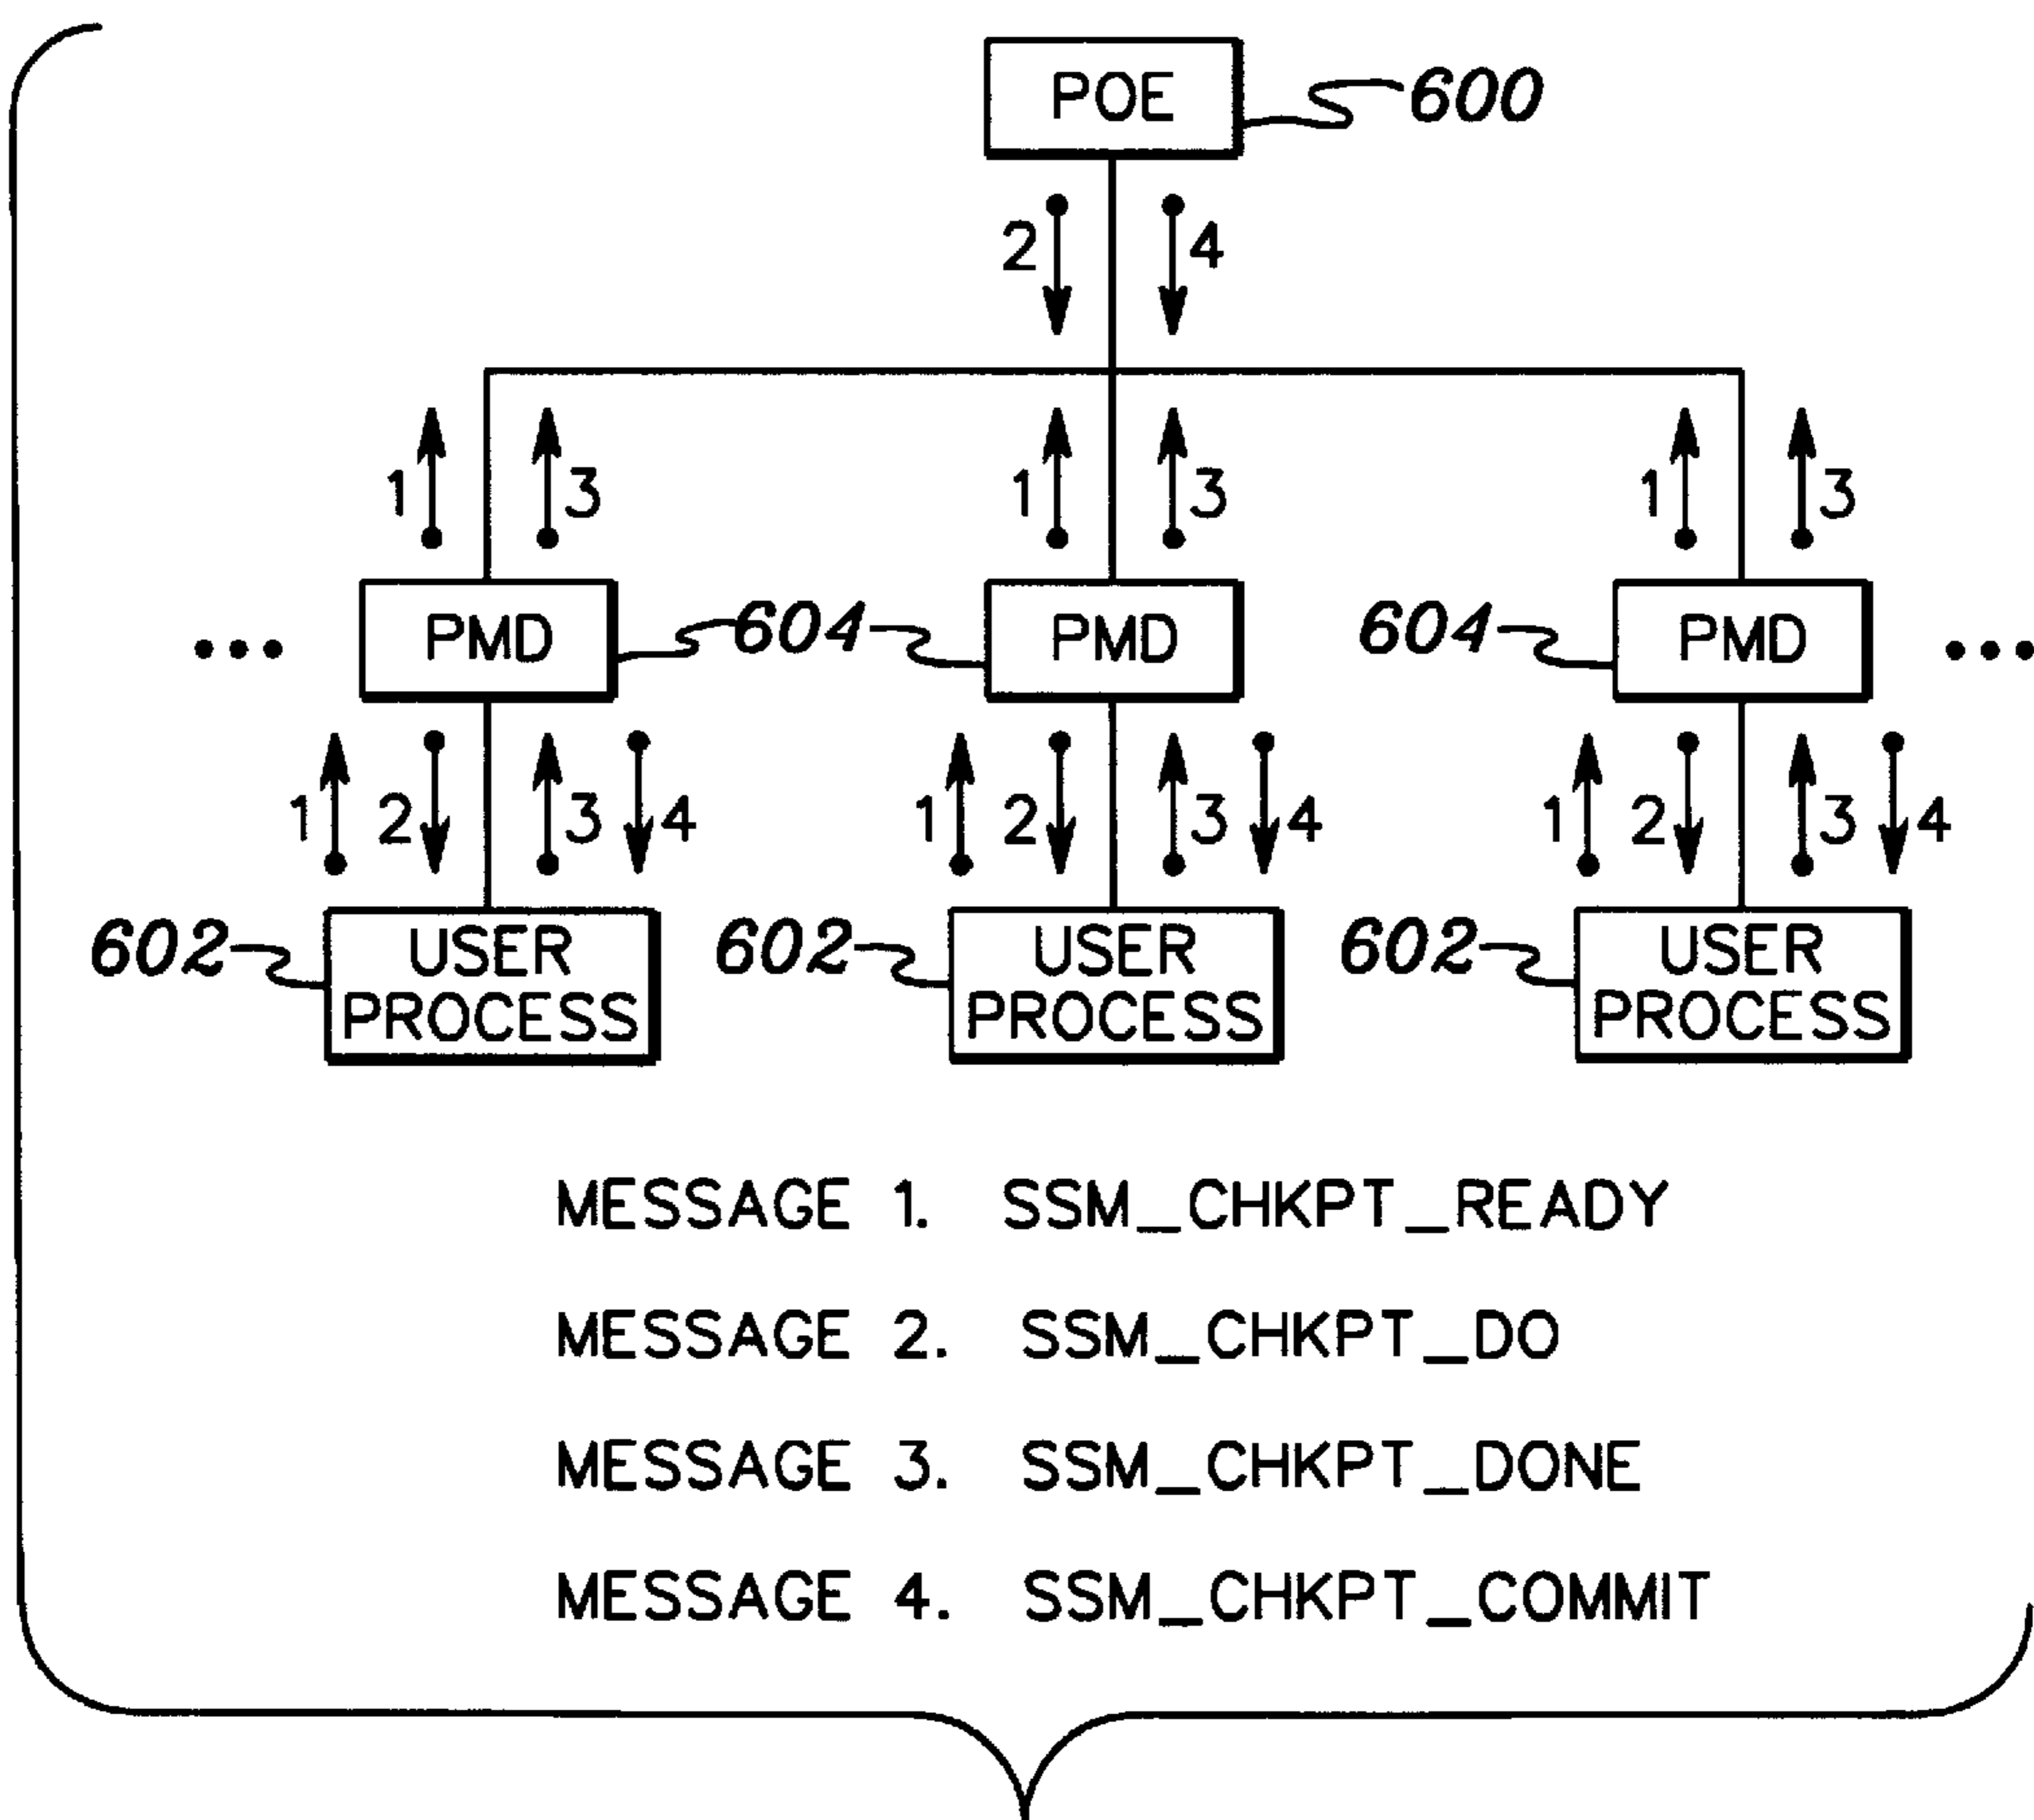 POE 600
2 4
1 3 1 3 1 3
... PMD 604 PMD 604 PMD ...
1 2 3 4 1 2 3 4 1 2 3 4
602 USER PROCESS 602 USER PROCESS 602 USER PROCESS
MESSAGE 1. SSM_CHKPT_READY
MESSAGE 2. SSM_CHKPT_DO
MESSAGE 3. SSM_CHKPT_DONE
MESSAGE 4. SSM_CHKPT_COMMIT